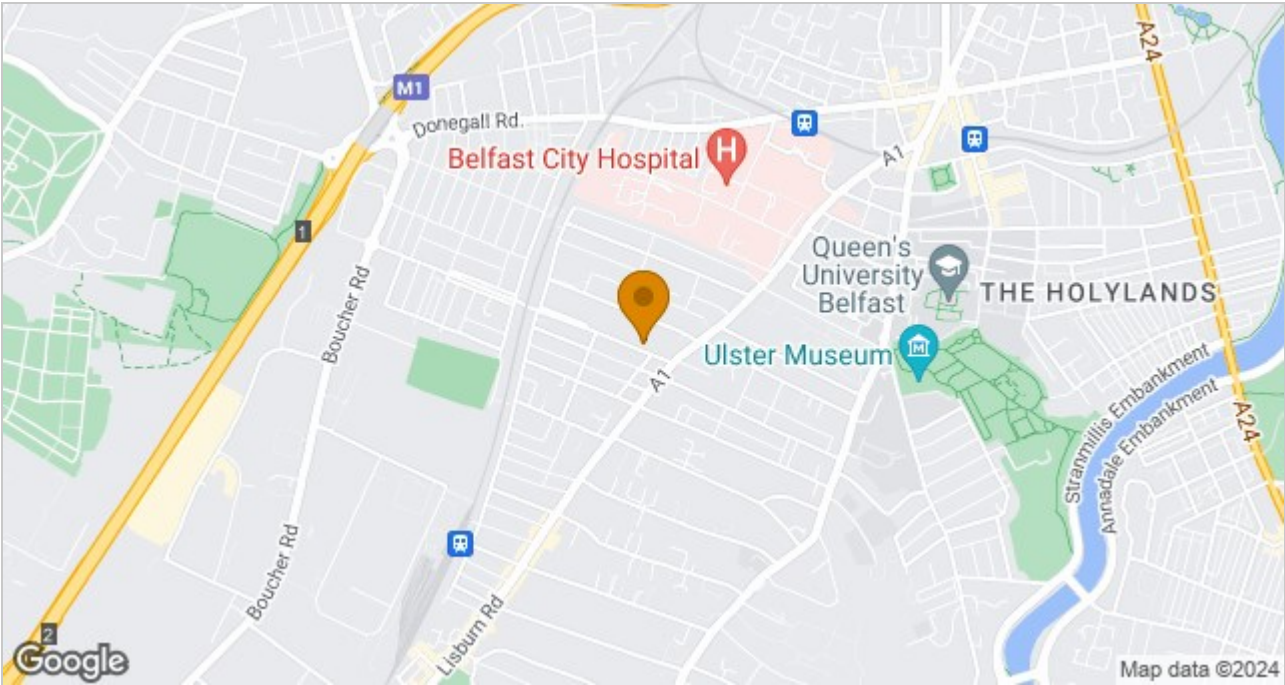 A24
M1
Donegall Rd.
Belfast City Hospital
H
A1
1
Queen's
University
Belfast
THE HOLYLANDS
Boucher Rd
Ulster Museum
M
A1
Stranmillis Embankment
Annadale Embankment
A24
Boucher Rd
Lisburn Rd
2
Google
Map data ©2024